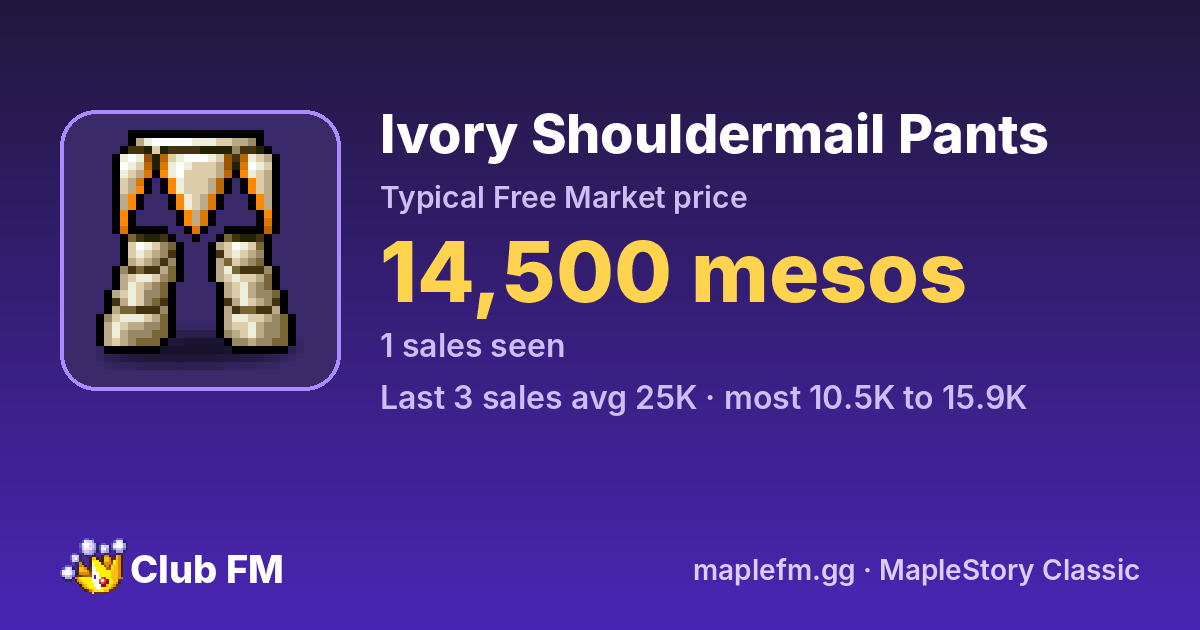 Ivory Shouldermail Pants
Typical Free Market price
14,500 mesos
1 sales seen
Last 3 sales avg 25K · most 10.5K to 15.9K
Club FM
maplefm.gg · MapleStory Classic